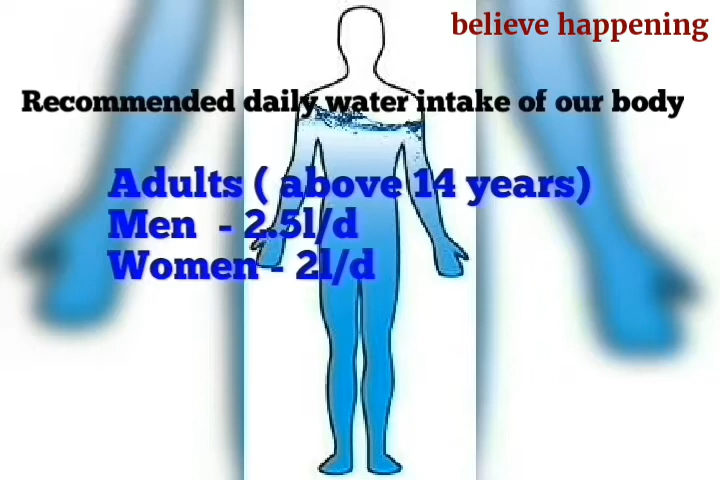 believe happening
Recommended daily water intake of our body
Adults ( above 14 years)
Men - 2.5l/d
Women - 2l/d